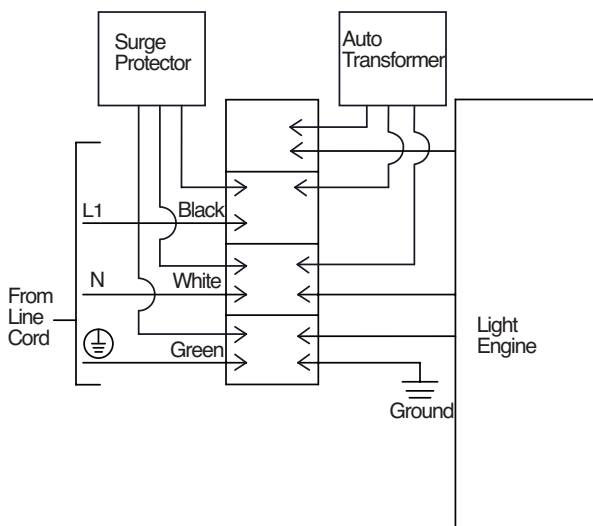 Surge
Protector
Auto
Transformer
L1
Black
N
White
From
Line
Cord
Green
Light
Engine
Ground